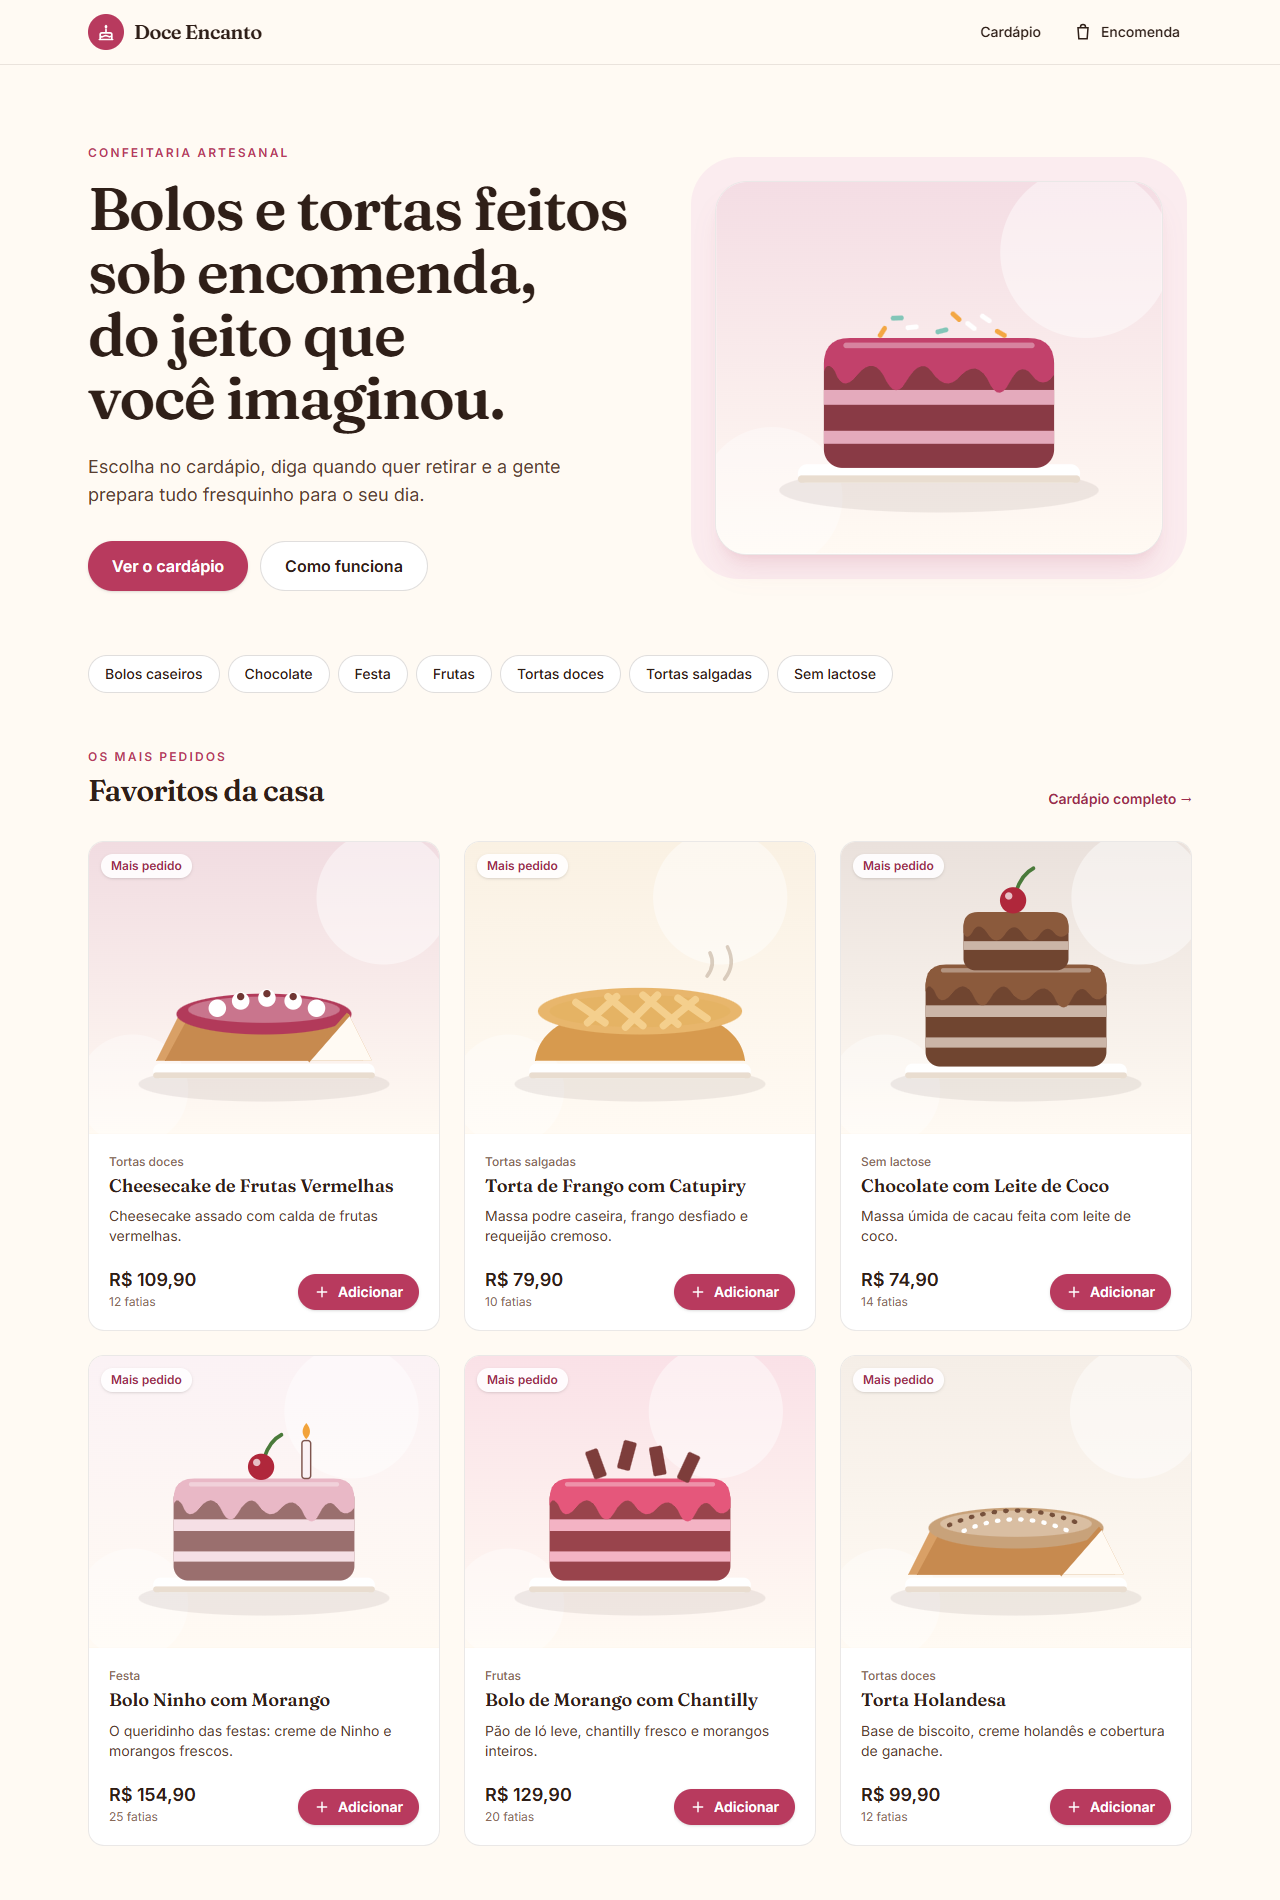 Doce Encanto
Cardápio
Encomenda
CONFEITARIA ARTESANAL
Bolos e tortas feitos
sob encomenda,
do jeito que
você imaginou.
Escolha no cardápio, diga quando quer retirar e a gente
prepara tudo fresquinho para o seu dia.
Ver o cardápio
Como funciona
Bolos caseiros
Chocolate
Festa
Frutas
Tortas doces
Tortas salgadas
Sem lactose
OS MAIS PEDIDOS
Favoritos da casa
Cardápio completo →
Mais pedido
Tortas doces
Cheesecake de Frutas Vermelhas
Cheesecake assado com calda de frutas
vermelhas.
R$ 109,90
12 fatias
+ Adicionar
Mais pedido
Tortas salgadas
Torta de Frango com Catupiry
Massa podre caseira, frango desfiado e
requeijão cremoso.
R$ 79,90
10 fatias
+ Adicionar
Mais pedido
Sem lactose
Chocolate com Leite de Coco
Massa úmida de cacau feita com leite de
coco.
R$ 74,90
14 fatias
+ Adicionar
Mais pedido
Festa
Bolo Ninho com Morango
O queridinho das festas: creme de Ninho e
morangos frescos.
R$ 154,90
25 fatias
+ Adicionar
Mais pedido
Frutas
Bolo de Morango com Chantilly
Pão de ló leve, chantilly fresco e morangos
inteiros.
R$ 129,90
20 fatias
+ Adicionar
Mais pedido
Tortas doces
Torta Holandesa
Base de biscoito, creme holandês e cobertura
de ganache.
R$ 99,90
12 fatias
+ Adicionar